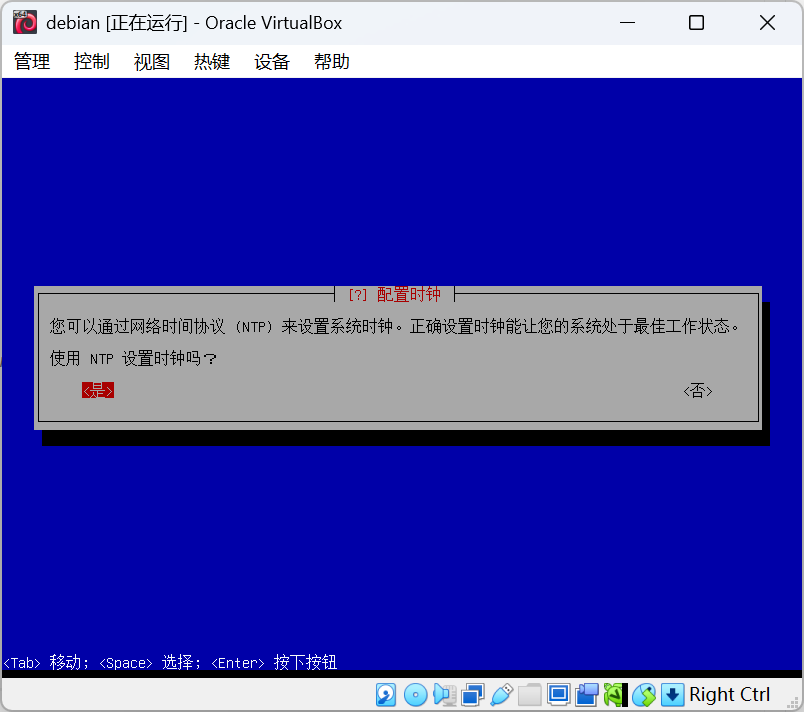 debian [正在运行] - Oracle VirtualBox
管理 控制 视图 热键 设备 帮助
[?] 配置时钟
您可以通过网络时间协议 (NTP) 来设置系统时钟。正确设置时钟能让您的系统处于最佳工作状态。
使用 NTP 设置时钟吗？
<是> <否>
<Tab> 移动; <Space> 选择; <Enter> 按下按钮
Right Ctrl